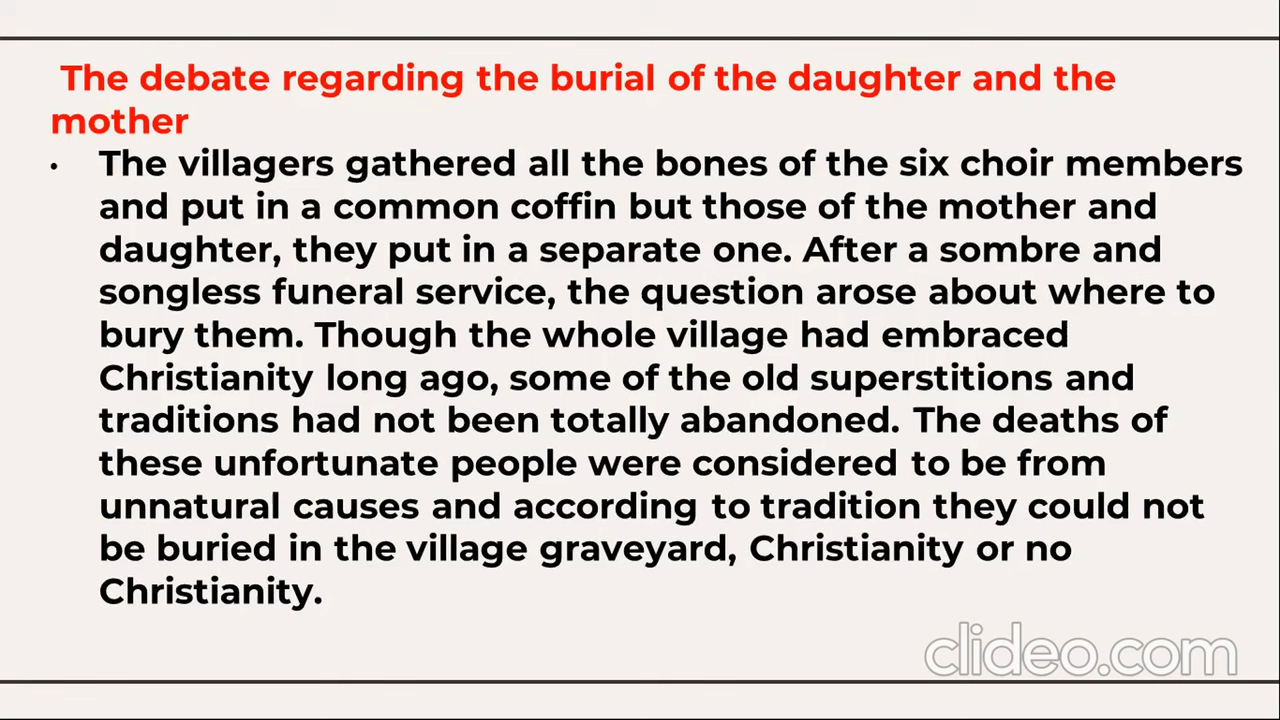 The debate regarding the burial of the daughter and the
mother
• The villagers gathered all the bones of the six choir members
and put in a common coffin but those of the mother and
daughter, they put in a separate one. After a sombre and
songless funeral service, the question arose about where to
bury them. Though the whole village had embraced
Christianity long ago, some of the old superstitions and
traditions had not been totally abandoned. The deaths of
these unfortunate people were considered to be from
unnatural causes and according to tradition they could not
be buried in the village graveyard, Christianity or no
Christianity.
clideo.com